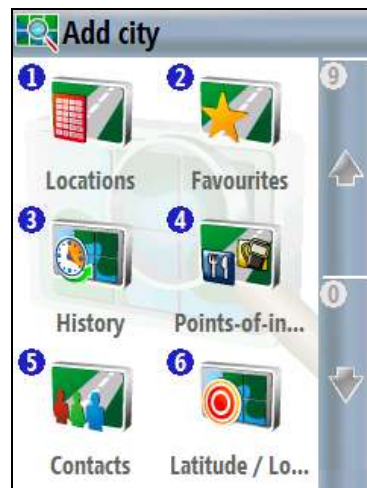 Add city
1 2 9
Locations Favourites
3 4
History Points-of-in...
0
5 6
Contacts Latitude / Lo...